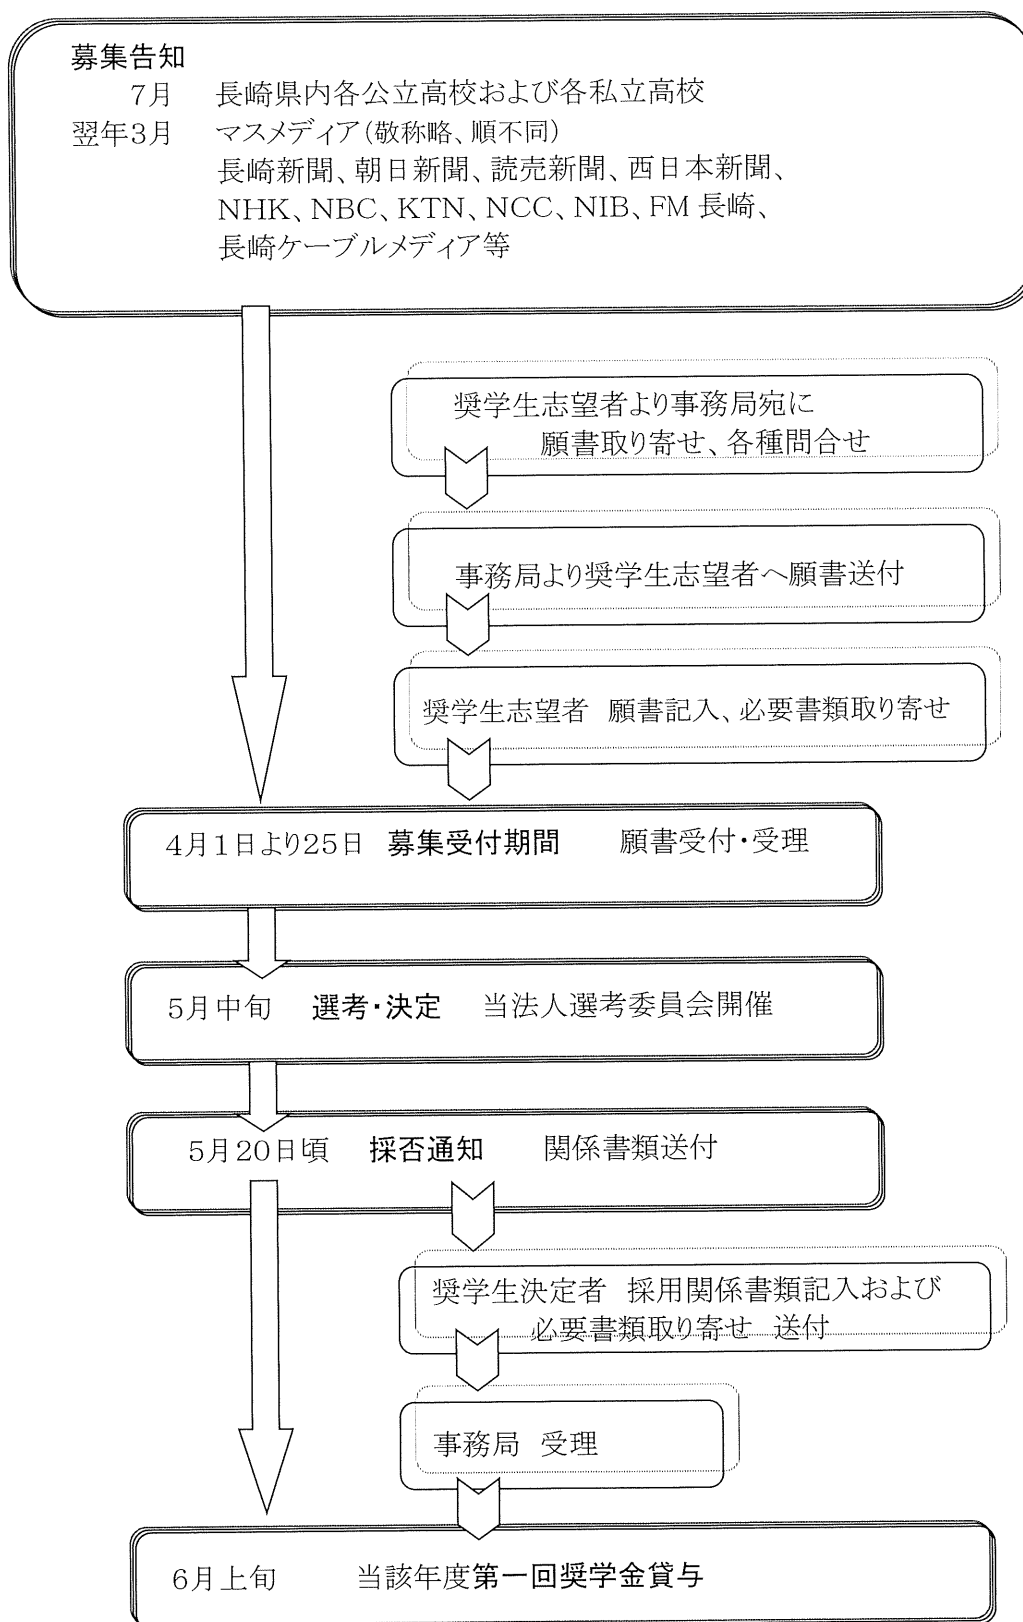 募集告知
7月 長崎県内各公立高校および各私立高校
翌年3月 マスメディア(敬称略、順不同)
長崎新聞、朝日新聞、読売新聞、西日本新聞、
NHK、NBC、KTN、NCC、NIB、FM 長崎、
長崎ケーブルメディア等
奨学生志望者より事務局宛に
願書取り寄せ、各種問合せ
事務局より奨学生志望者へ願書送付
奨学生志望者 願書記入、必要書類取り寄せ
4月1日より25日 募集受付期間 願書受付・受理
5月中旬 選考・決定 当法人選考委員会開催
5月20日頃 採否通知 関係書類送付
奨学生決定者 採用関係書類記入および
必要書類取り寄せ 送付
事務局 受理
6月上旬 当該年度第一回奨学金貸与